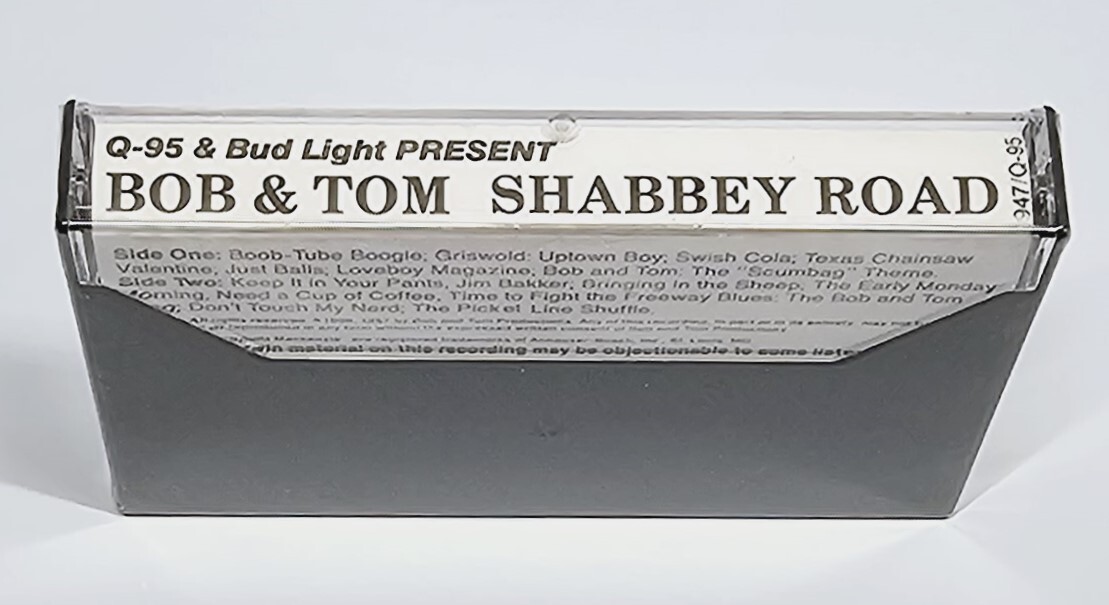 Q-95 & Bud Light PRESENT
BOB & TOM SHABBEY ROAD
947/Q-95
Side One: Boob-Tube Boogie; Griswold: Uptown Boy; Swish Cola; Texas Chainsaw
Valentine; Just Balls; Loveboy Magazine; Bob and Tom: The "Scumbag" Theme.
Side Two: Keep It in Your Pants, Jim Bakker; Bringing in the Sheep, The Early Monday
Need a Cup of Coffee, Time to Fight the Freeway Blues; The Bob and Tom
Don't Touch My Nerd; The Picket Line Shuffle.
material on this recording may be objectionable to some